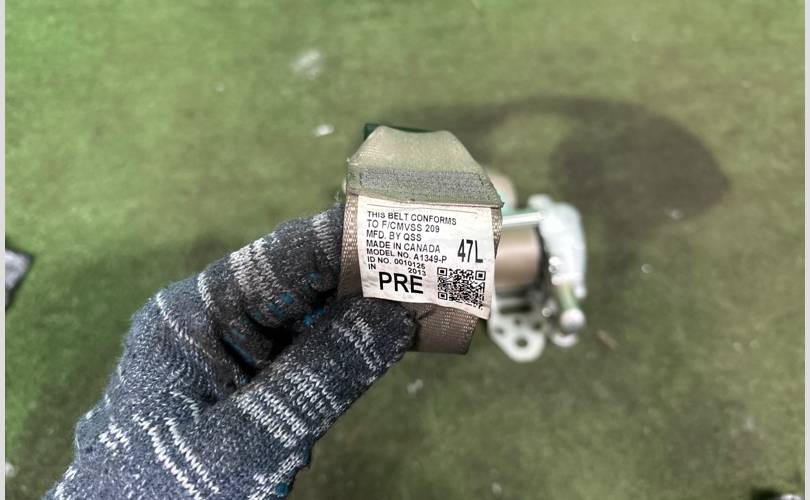 THIS BELT CONFORMS
TO F/CMVSS 209
MFD. BY QSS
MADE IN CANADA
MODEL NO. A1349-P
ID NO. 0010126
IN 2013
47L
PRE